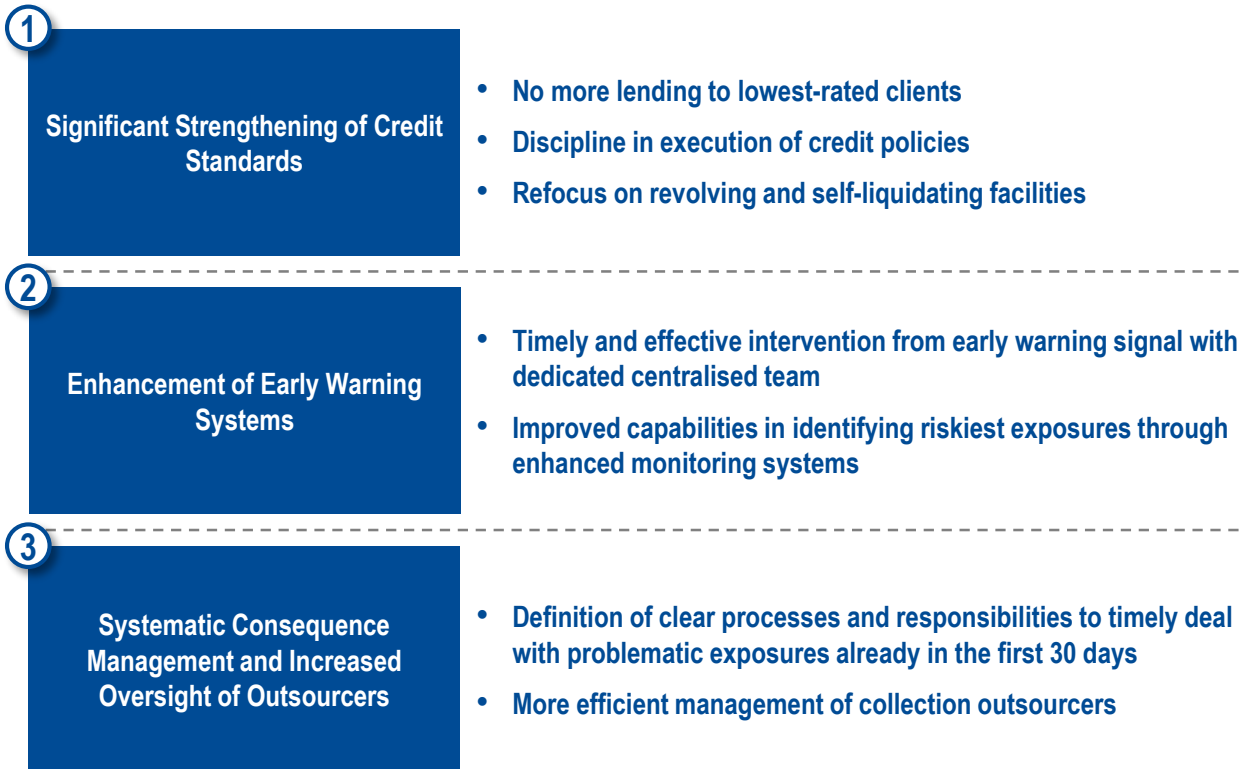 1
Significant Strengthening of Credit
Standards
• No more lending to lowest-rated clients
• Discipline in execution of credit policies
• Refocus on revolving and self-liquidating facilities
2
Enhancement of Early Warning
Systems
• Timely and effective intervention from early warning signal with
dedicated centralised team
• Improved capabilities in identifying riskiest exposures through
enhanced monitoring systems
3
Systematic Consequence
Management and Increased
Oversight of Outsourcers
• Definition of clear processes and responsibilities to timely deal
with problematic exposures already in the first 30 days
• More efficient management of collection outsourcers